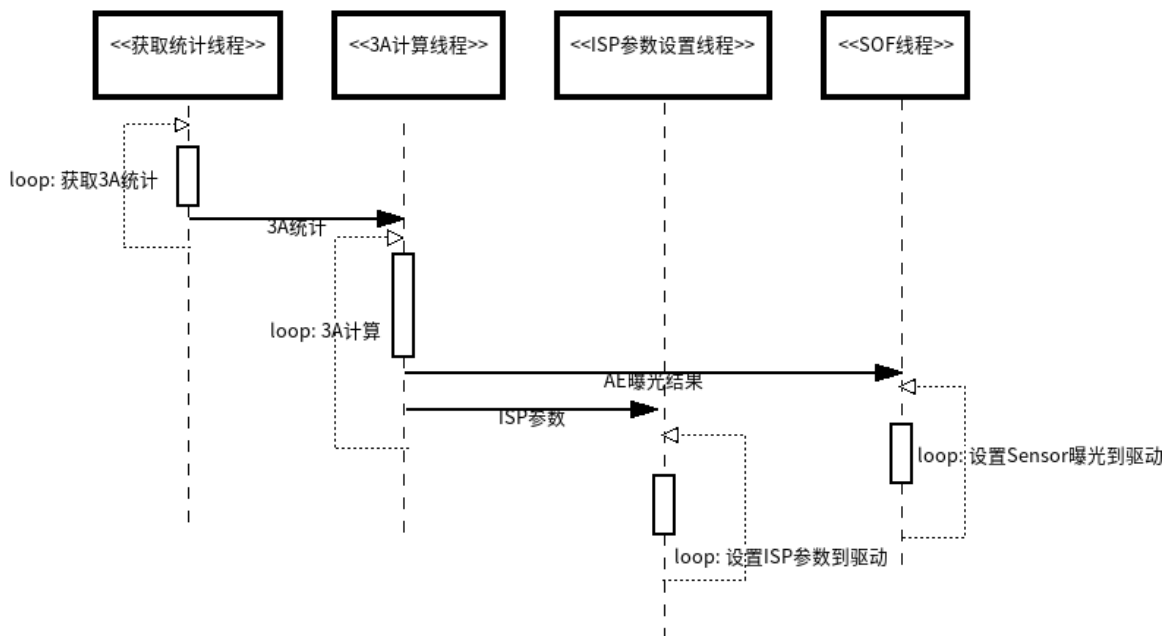 <<获取统计线程>>
<<3A计算线程>>
<<ISP参数设置线程>>
<<SOF线程>>
loop: 获取3A统计
3A统计
loop: 3A计算
AE曝光结果
ISP参数
loop: 设置Sensor曝光到驱动
loop: 设置ISP参数到驱动